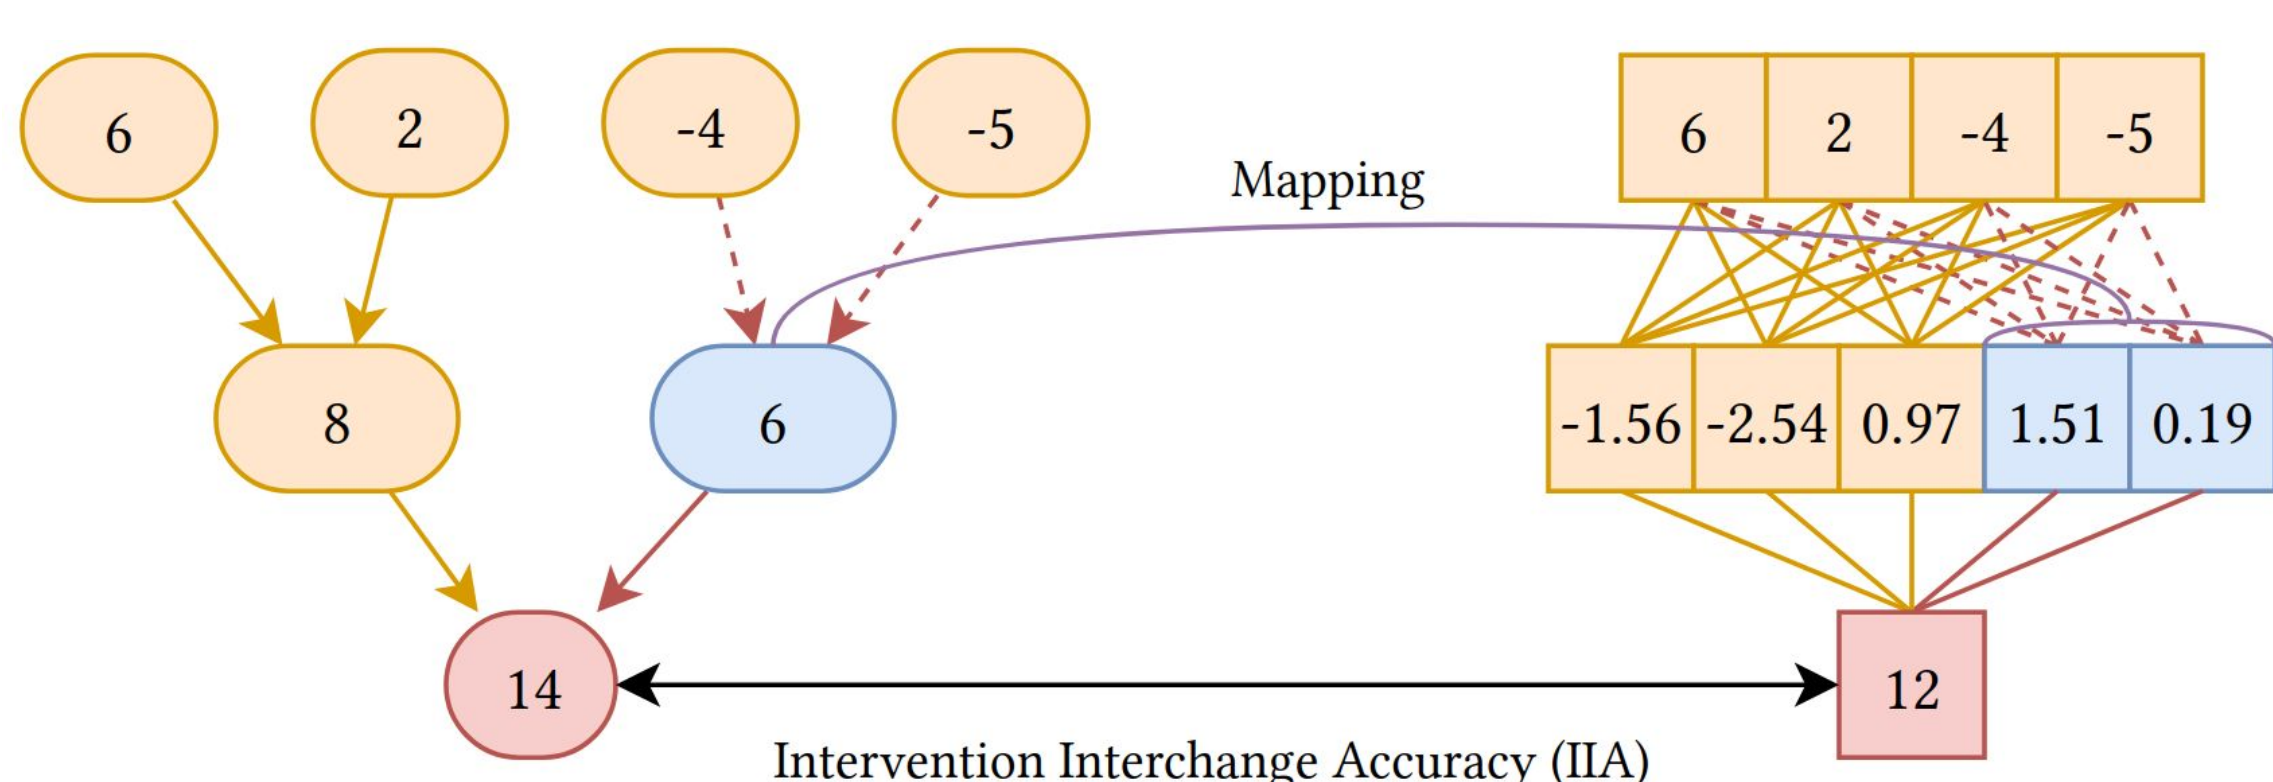 6 2 -4 -5
6 2 -4 -5
Mapping
8 6
-1.56 -2.54 0.97 1.51 0.19
14
12
Intervention Interchange Accuracy (IIA)